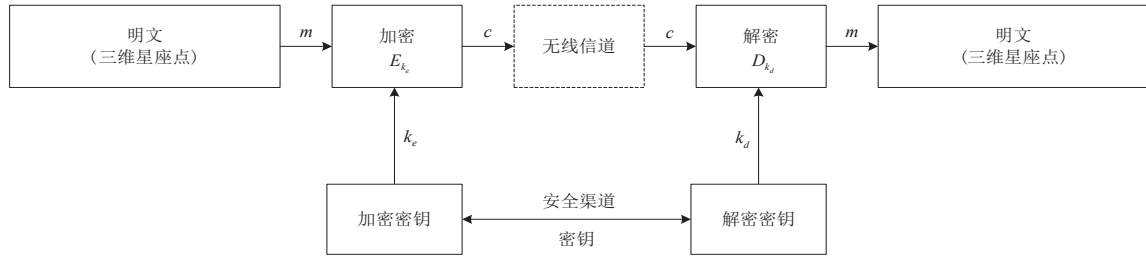 明文
(三维星座点)
m
加密
E_{k_e}
c
无线信道
c
解密
D_{k_d}
m
明文
(三维星座点)
k_e
k_d
加密密钥
安全渠道
密钥
解密密钥